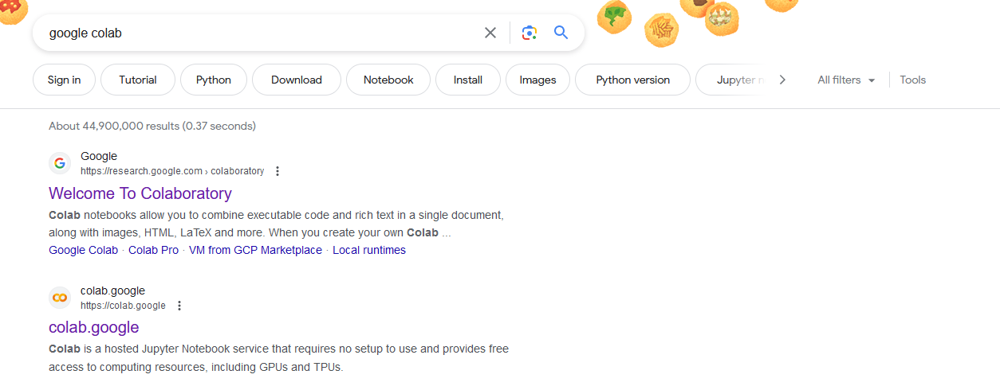 google colab
Sign in
Tutorial
Python
Download
Notebook
Install
Images
Python version
Jupyter
All filters
Tools
About 44,900,000 results (0.37 seconds)
Google
https://research.google.com › colaboratory
Welcome To Colaboratory
Colab notebooks allow you to combine executable code and rich text in a single document,
along with images, HTML, LaTeX and more. When you create your own Colab ...
Google Colab · Colab Pro · VM from GCP Marketplace · Local runtimes
colab.google
https://colab.google
colab.google
Colab is a hosted Jupyter Notebook service that requires no setup to use and provides free
access to computing resources, including GPUs and TPUs.